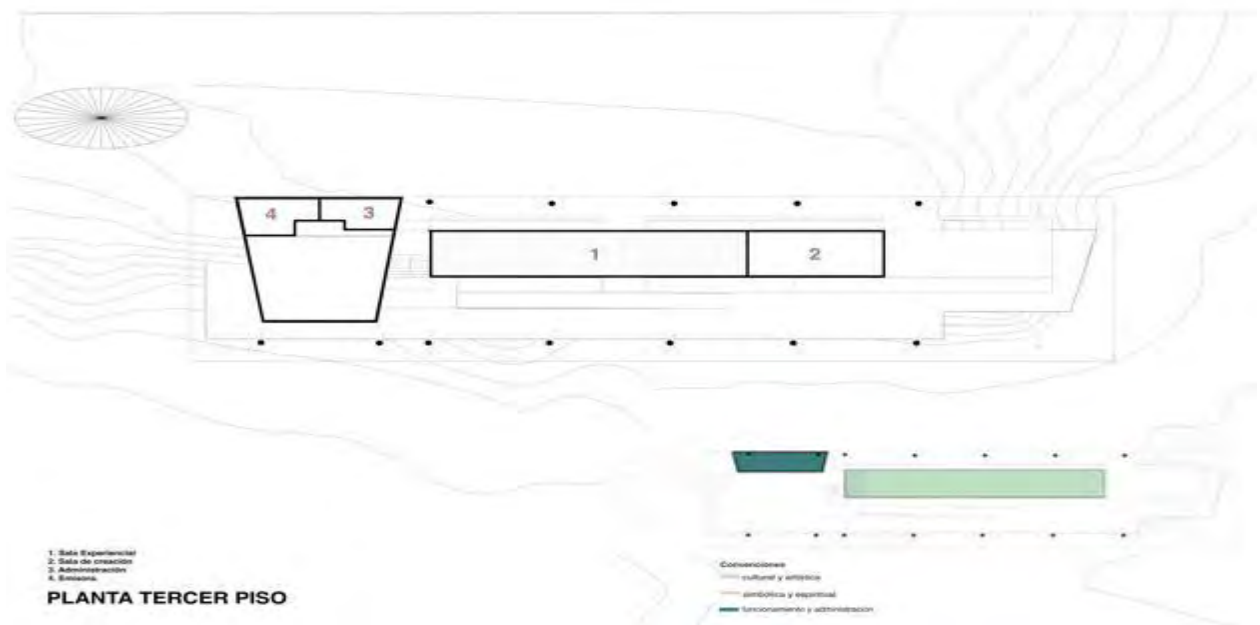 4
3
1
2
1. Sala Experiencial
2. Sala de creación
3. Administración
4. Emisora.
PLANTA TERCER PISO
Convenciones
cultural y artística
simbólica y espiritual
funcionamiento y administración